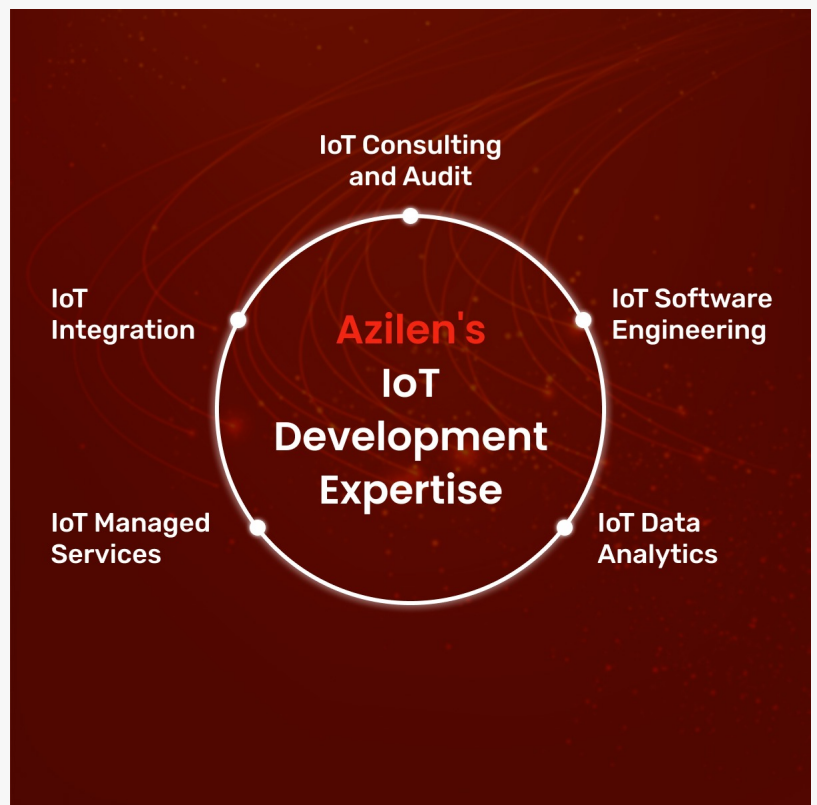 IoT Consulting
and Audit
IoT
Integration
IoT Software
Engineering
Azilen's
IoT
Development
Expertise
IoT Managed
Services
IoT Data
Analytics